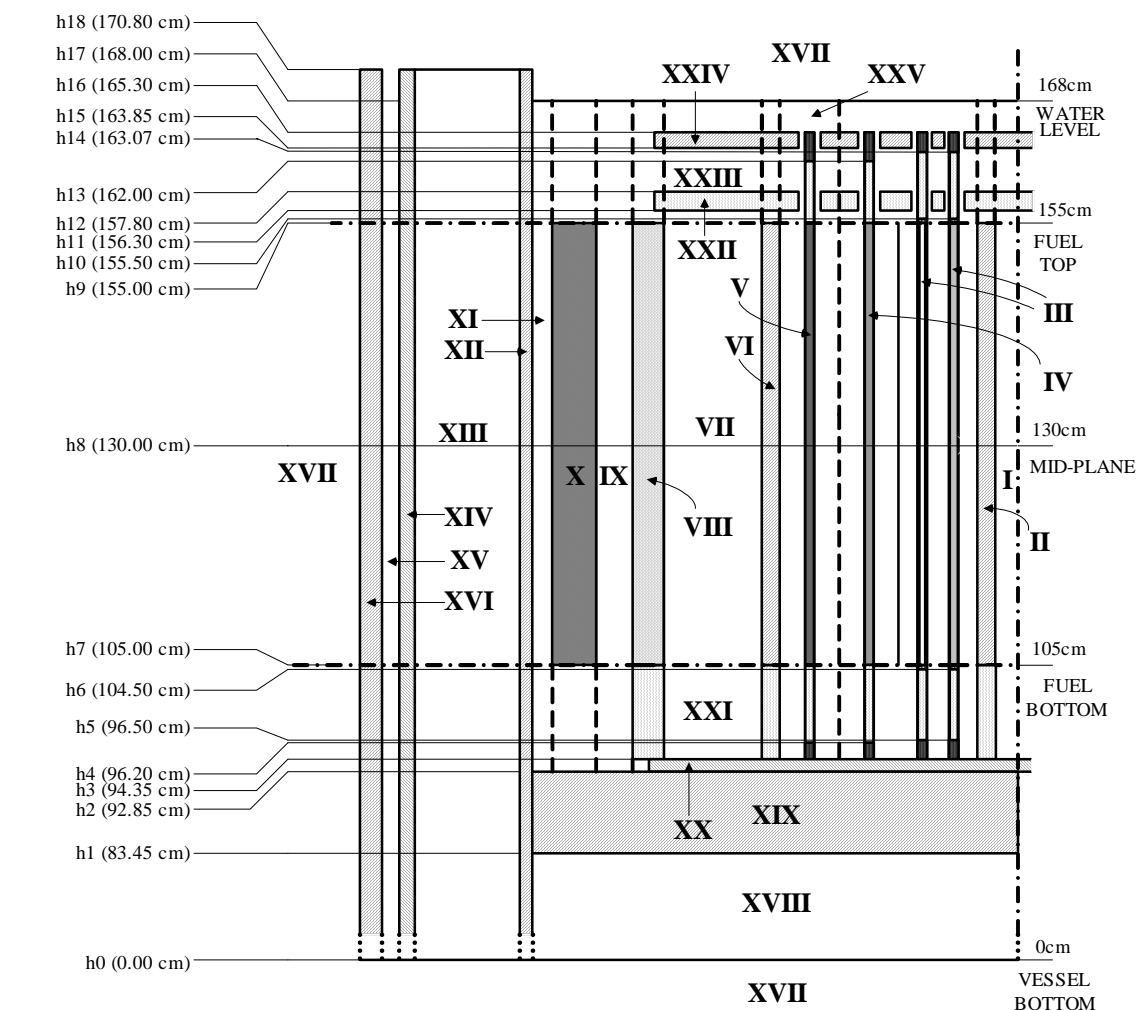 h18 (170.80 cm)
h17 (168.00 cm)
h16 (165.30 cm)
h15 (163.85 cm)
h14 (163.07 cm)
h13 (162.00 cm)
h12 (157.80 cm)
h11 (156.30 cm)
h10 (155.50 cm)
h9 (155.00 cm)
h8 (130.00 cm)
h7 (105.00 cm)
h6 (104.50 cm)
h5 (96.50 cm)
h4 (96.20 cm)
h3 (94.35 cm)
h2 (92.85 cm)
h1 (83.45 cm)
h0 (0.00 cm)
XVII
XXIV
XXV
XXIII
XXII
V
VI
III
IV
XI
XII
XIII
VII
XVII
X
IX
VIII
I
II
XIV
XV
XVI
XXI
XX
XIX
XVIII
XVII
168cm
WATER
LEVEL
155cm
FUEL
TOP
130cm
MID-PLANE
105cm
FUEL
BOTTOM
0cm
VESSEL
BOTTOM